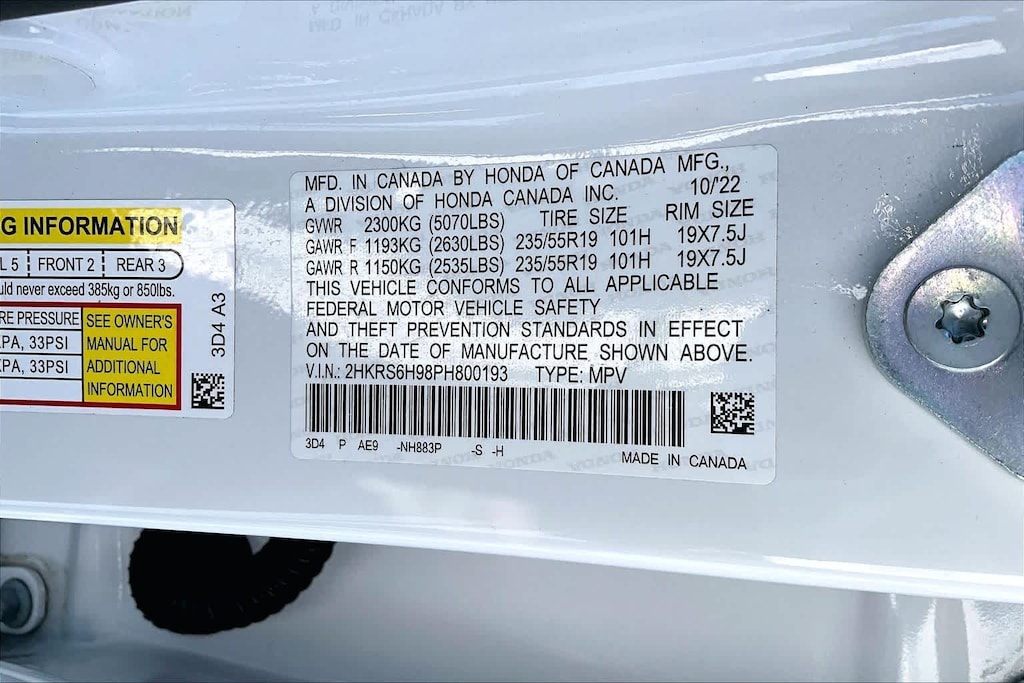 G INFORMATION
L 5 FRONT 2 REAR 3
uld never exceed 385kg or 850lbs.
RE PRESSURE
KPA, 33PSI
KPA, 33PSI
SEE OWNER'S
MANUAL FOR
ADDITIONAL
INFORMATION
3D4 A3
MFD. IN CANADA BY HONDA OF CANADA MFG.,
A DIVISION OF HONDA CANADA INC. 10/'22
GVWR 2300KG (5070LBS) TIRE SIZE RIM SIZE
GAWR F 1193KG (2630LBS) 235/55R19 101H 19X7.5J
GAWR R 1150KG (2535LBS) 235/55R19 101H 19X7.5J
THIS VEHICLE CONFORMS TO ALL APPLICABLE
FEDERAL MOTOR VEHICLE SAFETY
AND THEFT PREVENTION STANDARDS IN EFFECT
ON THE DATE OF MANUFACTURE SHOWN ABOVE.
V.I.N.: 2HKRS6H98PH800193 TYPE: MPV
3D4 P AE9 -NH883P -S -H
MADE IN CANADA